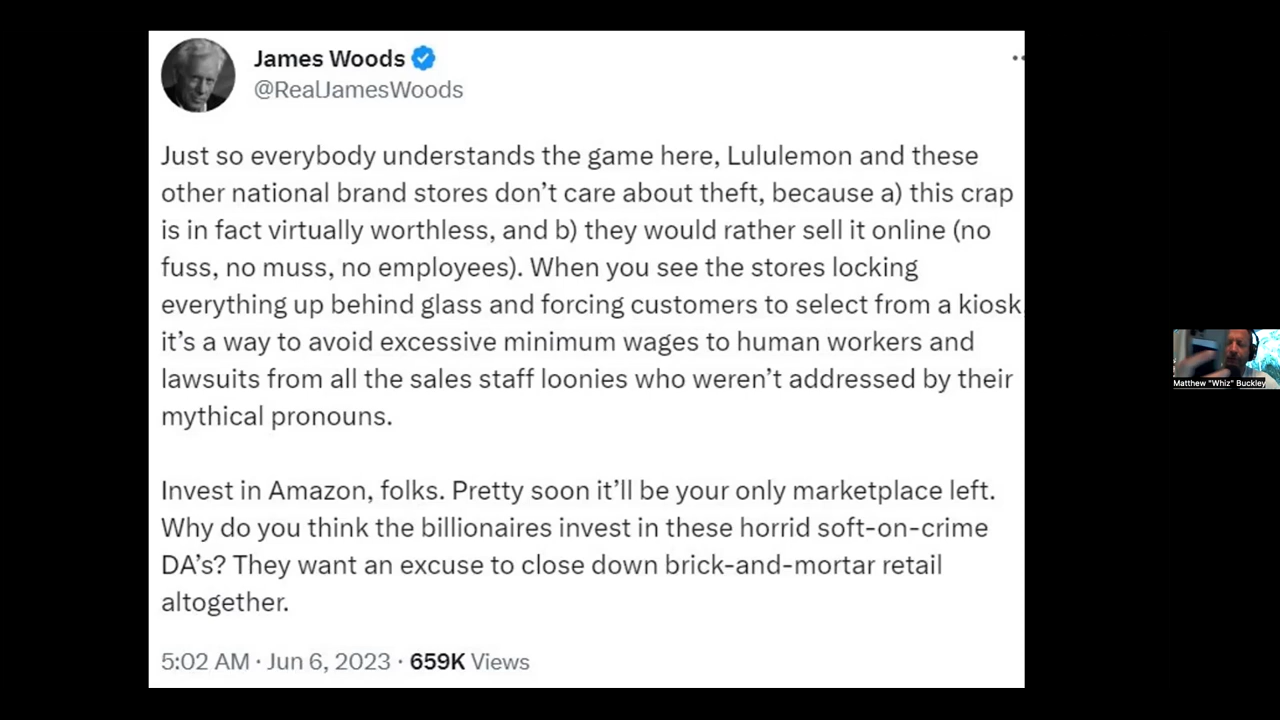 James Woods
@RealJamesWoods
Just so everybody understands the game here, Lululemon and these
other national brand stores don’t care about theft, because a) this crap
is in fact virtually worthless, and b) they would rather sell it online (no
fuss, no muss, no employees). When you see the stores locking
everything up behind glass and forcing customers to select from a kiosk,
it’s a way to avoid excessive minimum wages to human workers and
lawsuits from all the sales staff loonies who weren’t addressed by their
mythical pronouns.
Invest in Amazon, folks. Pretty soon it’ll be your only marketplace left.
Why do you think the billionaires invest in these horrid soft-on-crime
DA’s? They want an excuse to close down brick-and-mortar retail
altogether.
5:02 AM · Jun 6, 2023 · 659K Views
Matthew "Whiz" Buckley